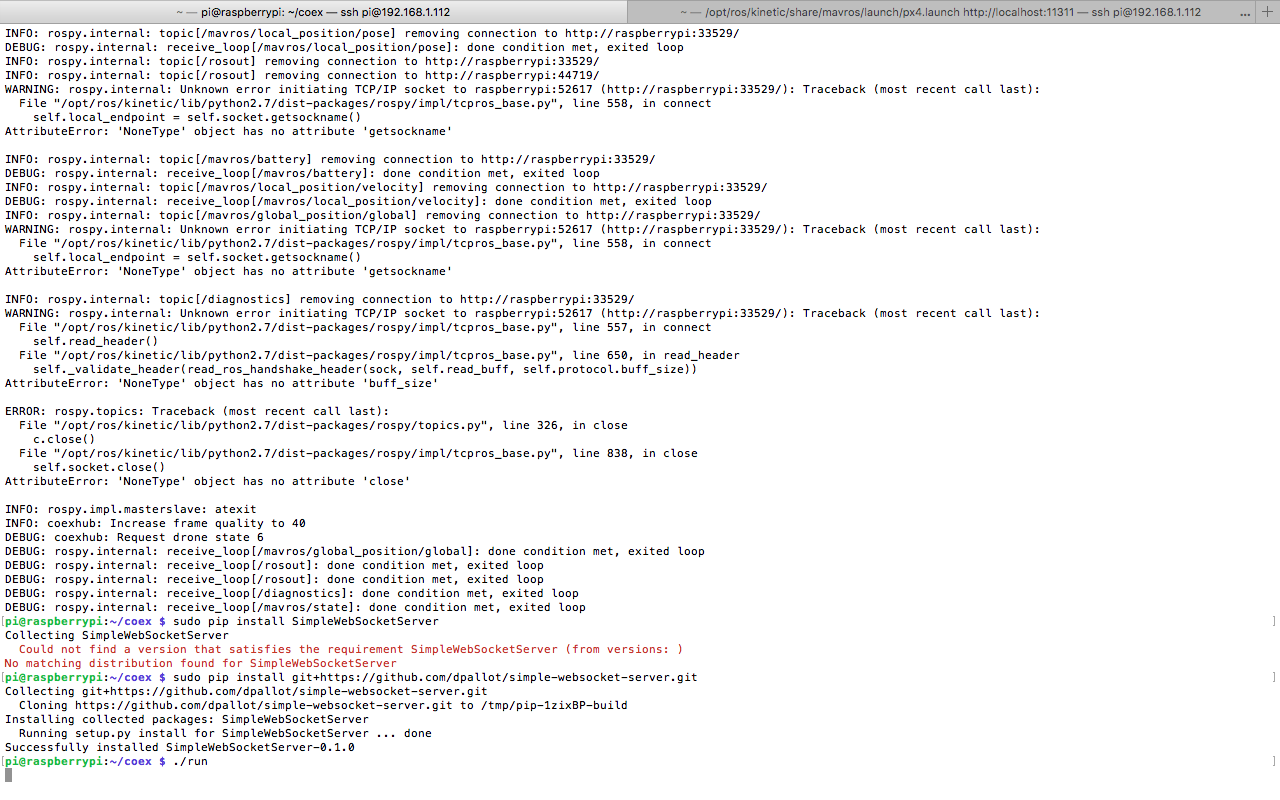 ~ — pi@raspberrypi: ~/coex — ssh pi@192.168.1.112
~ — /opt/ros/kinetic/share/mavros/launch/px4.launch http://localhost:11311 — ssh pi@192.168.1.112 ... +
INFO: rospy.internal: topic[/mavros/local_position/pose] removing connection to http://raspberrypi:33529/
DEBUG: rospy.internal: receive_loop[/mavros/local_position/pose]: done condition met, exited loop
INFO: rospy.internal: topic[/rosout] removing connection to http://raspberrypi:33529/
INFO: rospy.internal: topic[/rosout] removing connection to http://raspberrypi:44719/
WARNING: rospy.internal: Unknown error initiating TCP/IP socket to raspberrypi:52617 (http://raspberrypi:33529/): Traceback (most recent call last):
  File "/opt/ros/kinetic/lib/python2.7/dist-packages/rospy/impl/tcpros_base.py", line 558, in connect
    self.local_endpoint = self.socket.getsockname()
AttributeError: 'NoneType' object has no attribute 'getsockname'

INFO: rospy.internal: topic[/mavros/battery] removing connection to http://raspberrypi:33529/
DEBUG: rospy.internal: receive_loop[/mavros/battery]: done condition met, exited loop
INFO: rospy.internal: topic[/mavros/local_position/velocity] removing connection to http://raspberrypi:33529/
DEBUG: rospy.internal: receive_loop[/mavros/local_position/velocity]: done condition met, exited loop
INFO: rospy.internal: topic[/mavros/global_position/global] removing connection to http://raspberrypi:33529/
WARNING: rospy.internal: Unknown error initiating TCP/IP socket to raspberrypi:52617 (http://raspberrypi:33529/): Traceback (most recent call last):
  File "/opt/ros/kinetic/lib/python2.7/dist-packages/rospy/impl/tcpros_base.py", line 558, in connect
    self.local_endpoint = self.socket.getsockname()
AttributeError: 'NoneType' object has no attribute 'getsockname'

INFO: rospy.internal: topic[/diagnostics] removing connection to http://raspberrypi:33529/
WARNING: rospy.internal: Unknown error initiating TCP/IP socket to raspberrypi:52617 (http://raspberrypi:33529/): Traceback (most recent call last):
  File "/opt/ros/kinetic/lib/python2.7/dist-packages/rospy/impl/tcpros_base.py", line 557, in connect
    self.read_header()
  File "/opt/ros/kinetic/lib/python2.7/dist-packages/rospy/impl/tcpros_base.py", line 650, in read_header
    self._validate_header(read_ros_handshake_header(sock, self.read_buff, self.protocol.buff_size))
AttributeError: 'NoneType' object has no attribute 'buff_size'

ERROR: rospy.topics: Traceback (most recent call last):
  File "/opt/ros/kinetic/lib/python2.7/dist-packages/rospy/topics.py", line 326, in close
    c.close()
  File "/opt/ros/kinetic/lib/python2.7/dist-packages/rospy/impl/tcpros_base.py", line 838, in close
    self.socket.close()
AttributeError: 'NoneType' object has no attribute 'close'

INFO: rospy.impl.masterslave: atexit
INFO: coexhub: Increase frame quality to 40
DEBUG: coexhub: Request drone state 6
DEBUG: rospy.internal: receive_loop[/mavros/global_position/global]: done condition met, exited loop
DEBUG: rospy.internal: receive_loop[/rosout]: done condition met, exited loop
DEBUG: rospy.internal: receive_loop[/rosout]: done condition met, exited loop
DEBUG: rospy.internal: receive_loop[/diagnostics]: done condition met, exited loop
DEBUG: rospy.internal: receive_loop[/mavros/state]: done condition met, exited loop
[pi@raspberrypi:~/coex $ sudo pip install SimpleWebSocketServer ]
Collecting SimpleWebSocketServer
  Could not find a version that satisfies the requirement SimpleWebSocketServer (from versions: )
No matching distribution found for SimpleWebSocketServer
[pi@raspberrypi:~/coex $ sudo pip install git+https://github.com/dpallot/simple-websocket-server.git ]
Collecting git+https://github.com/dpallot/simple-websocket-server.git
  Cloning https://github.com/dpallot/simple-websocket-server.git to /tmp/pip-1zixBP-build
Installing collected packages: SimpleWebSocketServer
  Running setup.py install for SimpleWebSocketServer ... done
Successfully installed SimpleWebSocketServer-0.1.0
[pi@raspberrypi:~/coex $ ./run ]